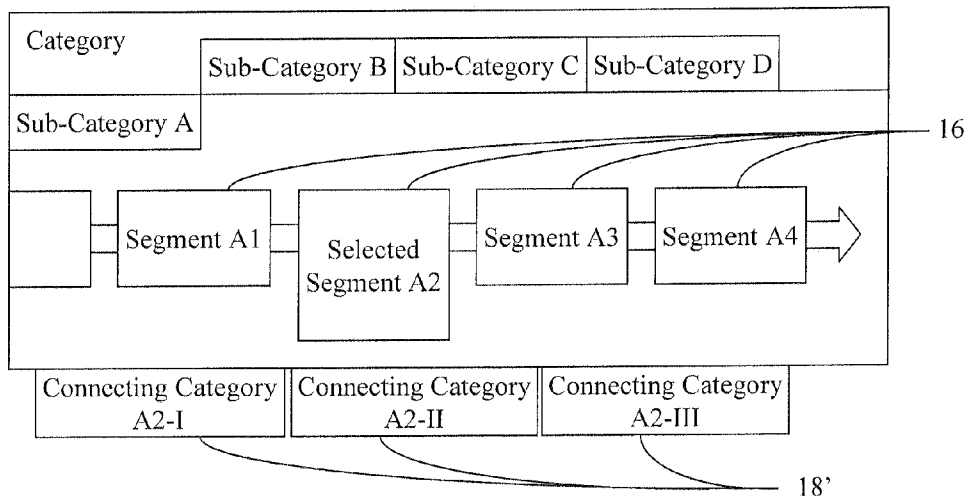 Category
Sub-Category B
Sub-Category C
Sub-Category D
Sub-Category A
16
Segment A1
Selected
Segment A2
Segment A3
Segment A4
Connecting Category
A2-I
Connecting Category
A2-II
Connecting Category
A2-III
18’